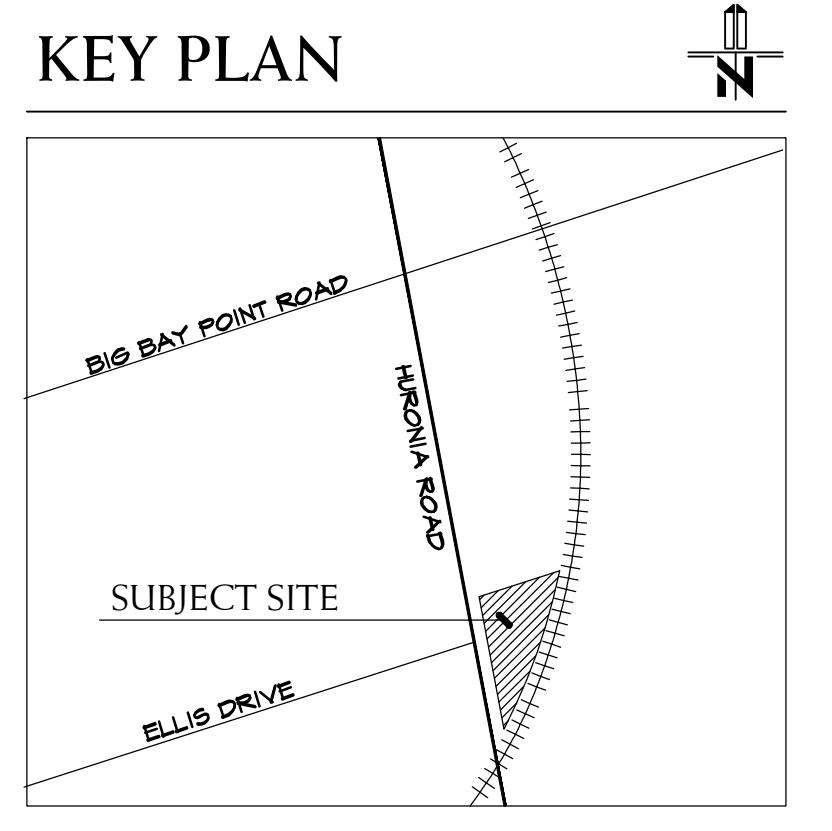 KEY PLAN
N
BIG BAY POINT ROAD
HURONIA ROAD
SUBJECT SITE
ELLIS DRIVE